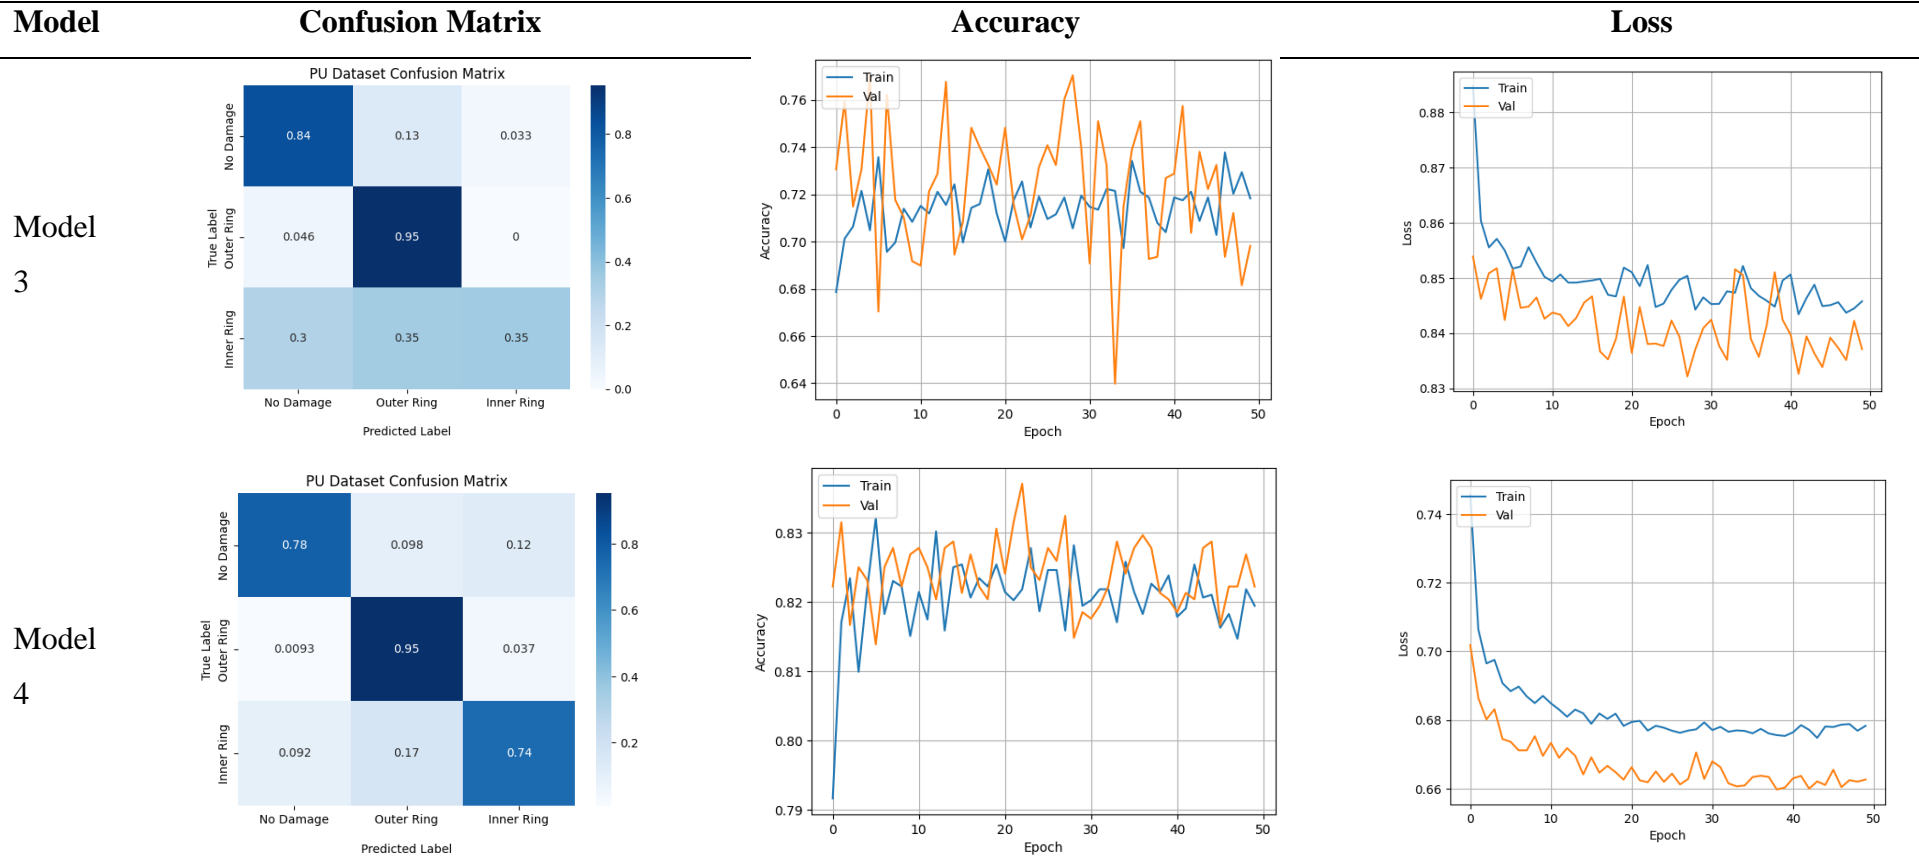 Model Confusion Matrix Accuracy Loss
PU Dataset Confusion Matrix
No Damage 0.84 0.13 0.033
True Label
Outer Ring 0.046 0.95 0
Inner Ring 0.3 0.35 0.35
No Damage Outer Ring Inner Ring
Predicted Label
0.8
0.6
0.4
0.2
0.0
Model
3
Train
Val
0.76
0.74
0.72
0.70
0.68
0.66
0.64
Accuracy
0 10 20 30 40 50
Epoch
Train
Val
0.88
0.87
0.86
0.85
0.84
0.83
Loss
0 10 20 30 40 50
Epoch
PU Dataset Confusion Matrix
No Damage 0.78 0.098 0.12
True Label
Outer Ring 0.0093 0.95 0.037
Inner Ring 0.092 0.17 0.74
No Damage Outer Ring Inner Ring
Predicted Label
0.8
0.6
0.4
0.2
Model
4
Train
Val
0.83
0.82
0.81
0.80
0.79
Accuracy
0 10 20 30 40 50
Epoch
Train
Val
0.74
0.72
0.70
0.68
0.66
Loss
0 10 20 30 40 50
Epoch